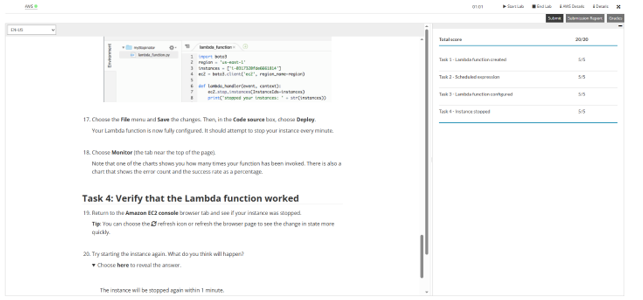 AWS
01:01
Start Lab
End Lab
AWS Details
Details
Submit
Submission Report
Grades
EN-US
Total score 20/20
Task 1 - Lambda function created 5/5
Task 2 - Scheduled expression 5/5
Task 3 - Lambda function configured 5/5
Task 4 - Instance stopped 5/5
Environment
myStopinator
lambda_function.py
lambda_function
1 import boto3
2 region = 'us-east-1'
3 instances =
4 ec2 = boto3.client('ec2', region_name=region)
5
6 def lambda_handler(event, context):
7 ec2.stop_instances(InstanceIds=instances)
8 print('stopped your instances: ' + str(instances))
17. Choose the File menu and Save the changes. Then, in the Code source box, choose Deploy.
Your Lambda function is now fully configured. It should attempt to stop your instance every minute.
18. Choose Monitor (the tab near the top of the page).
Note that one of the charts shows you how many times your function has been invoked. There is also a
chart that shows the error count and the success rate as a percentage.
Task 4: Verify that the Lambda function worked
19. Return to the Amazon EC2 console browser tab and see if your instance was stopped.
Tip: You can choose the refresh icon or refresh the browser page to see the change in state more
quickly.
20. Try starting the instance again. What do you think will happen?
Choose here to reveal the answer.
The instance will be stopped again within 1 minute.